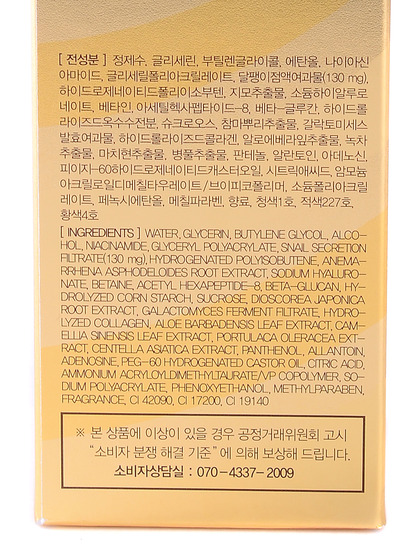 [ 전성분 ] 정제수, 글리세린, 부틸렌글라이콜, 에탄올, 나이아신
아마이드, 글리세릴폴리아크릴레이트, 달팽이점액여과물(130 mg),
하이드로제네이티드폴리이소부텐, 지모추출물, 소듐하이알루로
네이트, 베타인, 아세틸헥사펩타이드-8, 베타-글루칸, 하이드롤
라이즈드옥수수전분, 슈크로오스, 참마뿌리추출물, 갈락토미세스
발효여과물, 하이드롤라이즈드콜라겐, 알로에베라잎추출물, 녹차
추출물, 마치현추출물, 병풀추출물, 판테놀, 알란토인, 아데노신,
피이지-60하이드로제네이티드캐스터오일, 시트릭애씨드, 암모늄
아크릴로일디메칠타우레이트/브이피코폴리머, 소듐폴리아크릴
레이트, 페녹시에탄올, 메칠파라벤, 향료, 청색1호, 적색227호,
황색4호
[ INGREDIENTS ] WATER, GLYCERIN, BUTYLENE GLYCOL, ALCO-
HOL, NIACINAMIDE, GLYCERYL POLYACRYLATE, SNAIL SECRETION
FILTRATE(130 mg), HYDROGENATED POLYISOBUTENE, ANEMA-
RRHENA ASPHODELOIDES ROOT EXTRACT, SODIUM HYALURO-
NATE, BETAINE, ACETYL HEXAPEPTIDE-8, BETA-GLUCAN, HY-
DROLYZED CORN STARCH, SUCROSE, DIOSCOREA JAPONICA
ROOT EXTRACT, GALACTOMYCES FERMENT FILTRATE, HYDRO-
LYZED COLLAGEN, ALOE BARBADENSIS LEAF EXTRACT, CAM-
ELLIA SINENSIS LEAF EXTRACT, PORTULACA OLERACEA EXT-
RACT, CENTELLA ASIATICA EXTRACT, PANTHENOL, ALLANTOIN,
ADENOSINE, PEG-60 HYDROGENATED CASTOR OIL, CITRIC ACID,
AMMONIUM ACRYLOYLDIMETHYLTAURATE/VP COPOLYMER, SO-
DIUM POLYACRYLATE, PHENOXYETHANOL, METHYLPARABEN,
FRAGRANCE, CI 42090, CI 17200, CI 19140
※ 본 상품에 이상이 있을 경우 공정거래위원회 고시
"소비자 분쟁 해결 기준" 에 의해 보상해 드립니다.
소비자상담실 : 070-4337-2009